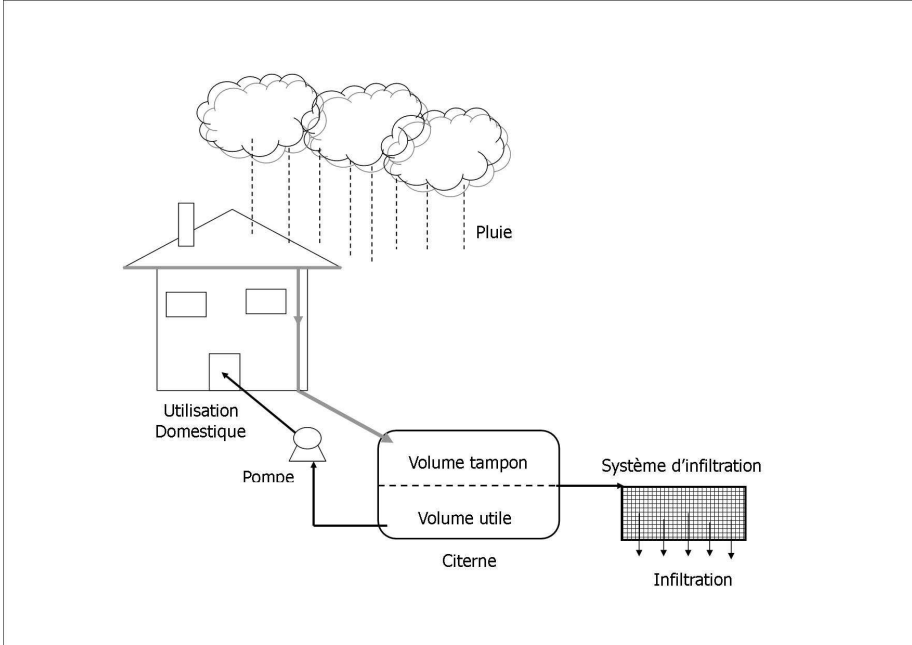 Pluie
Utilisation
Domestique
Pompe
Volume tampon
Volume utile
Citerne
Système d'infiltration
Infiltration